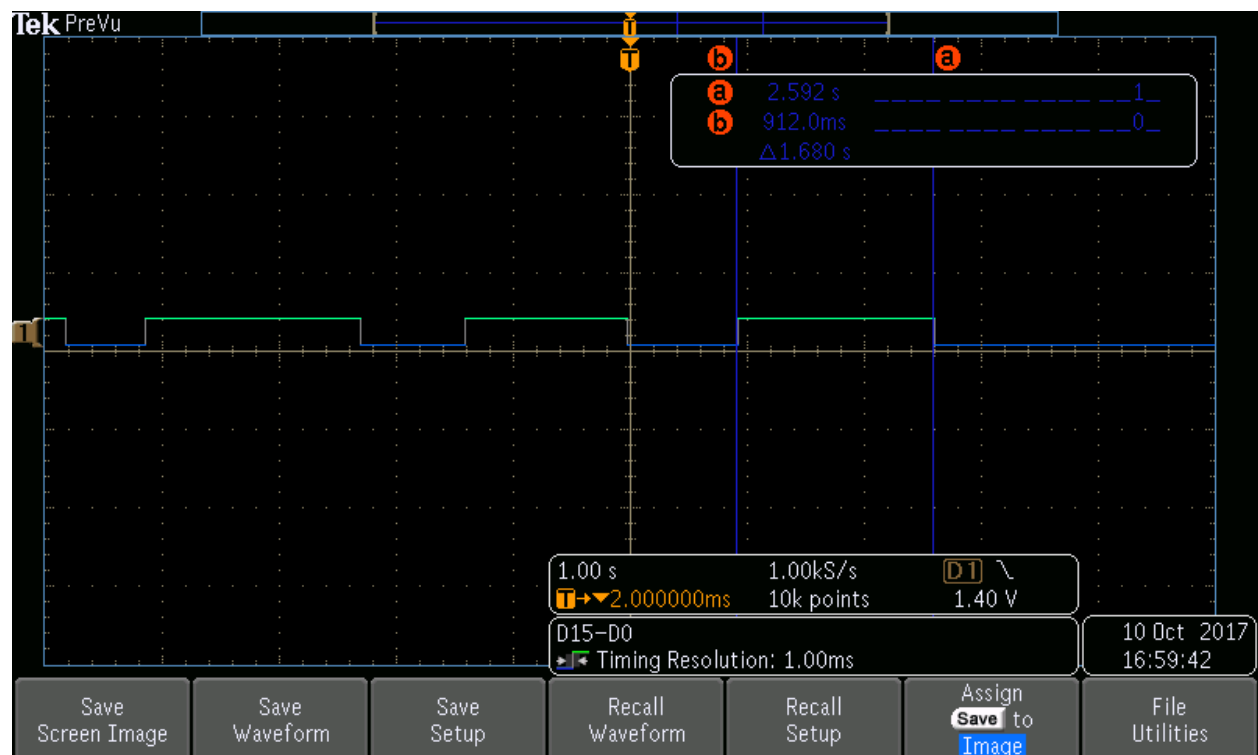 Tek PreVu
T
T
b a
a 2.592 s ____ ____ ____ __1_
b 912.0ms ____ ____ ____ __0_
△1.680 s
1
1.00 s 1.00kS/s D1 \
T→▼2.000000ms 10k points 1.40 V
D15-D0
Timing Resolution: 1.00ms
10 Oct 2017
16:59:42
Save
Screen Image
Save
Waveform
Save
Setup
Recall
Waveform
Recall
Setup
Assign
Save to
Image
File
Utilities